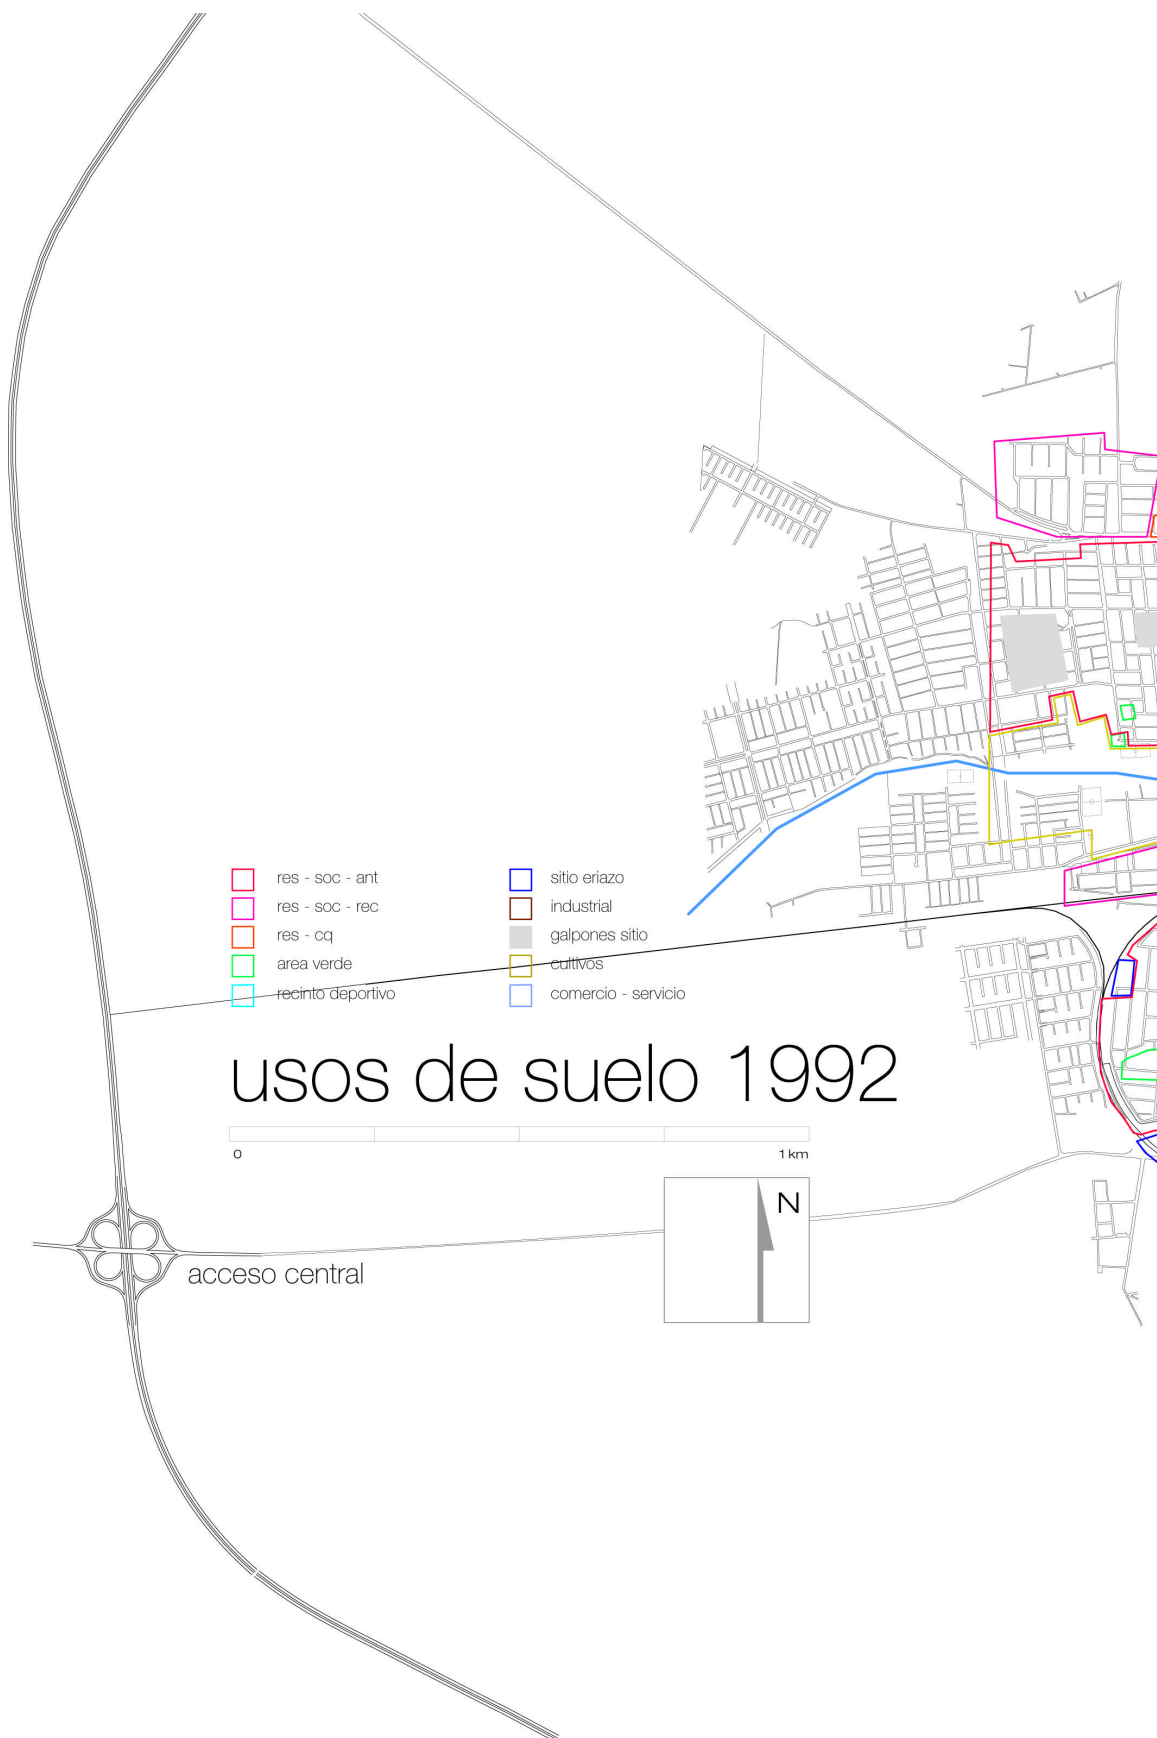 res - soc - ant
res - soc - rec
res - cq
area verde
recinto deportivo
sitio eriazo
industrial
galpones sitio
cultivos
comercio - servicio
usos de suelo 1992
0 1 km
N
acceso central